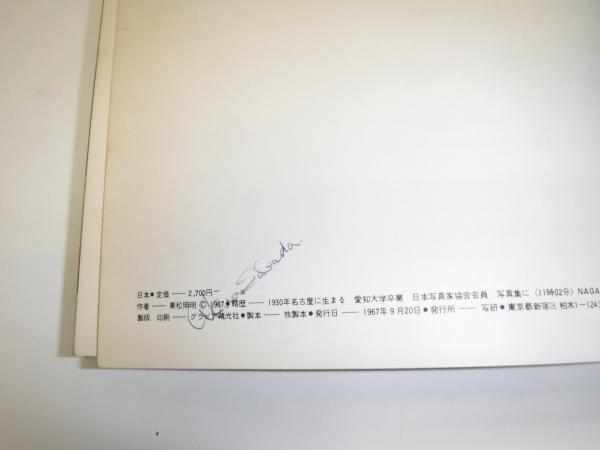 Sawada.
日本●定価 ── 2,700円
作者 ── 東松照明 © 1967●略歴 ── 1930年名古屋に生まる 愛知大学卒業 日本写真家協会会員 写真集に〈11時02分〉NAGA
製版 印刷 ── グラビア精光社●製本 ── 牧製本●発行日 ── 1967年9月20日●発行所 ── 写研●東京都新宿区柏木1−1243